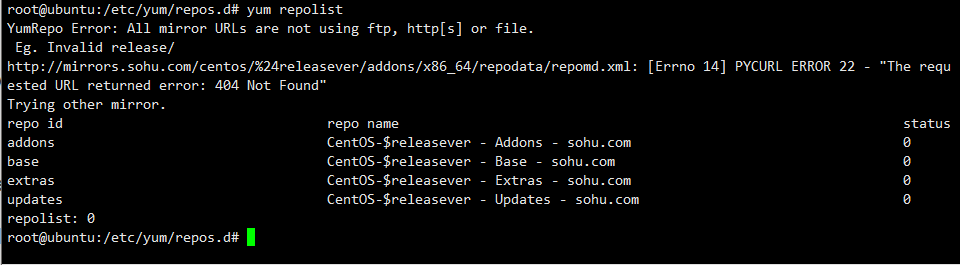 root@ubuntu:/etc/yum/repos.d# yum repolist
YumRepo Error: All mirror URLs are not using ftp, http[s] or file.
 Eg. Invalid release/
http://mirrors.sohu.com/centos/%24releasever/addons/x86_64/repodata/repomd.xml: [Errno 14] PYCURL ERROR 22 - "The requ
ested URL returned error: 404 Not Found"
Trying other mirror.
repo id repo name status
addons CentOS-$releasever - Addons - sohu.com 0
base CentOS-$releasever - Base - sohu.com 0
extras CentOS-$releasever - Extras - sohu.com 0
updates CentOS-$releasever - Updates - sohu.com 0
repolist: 0
root@ubuntu:/etc/yum/repos.d#